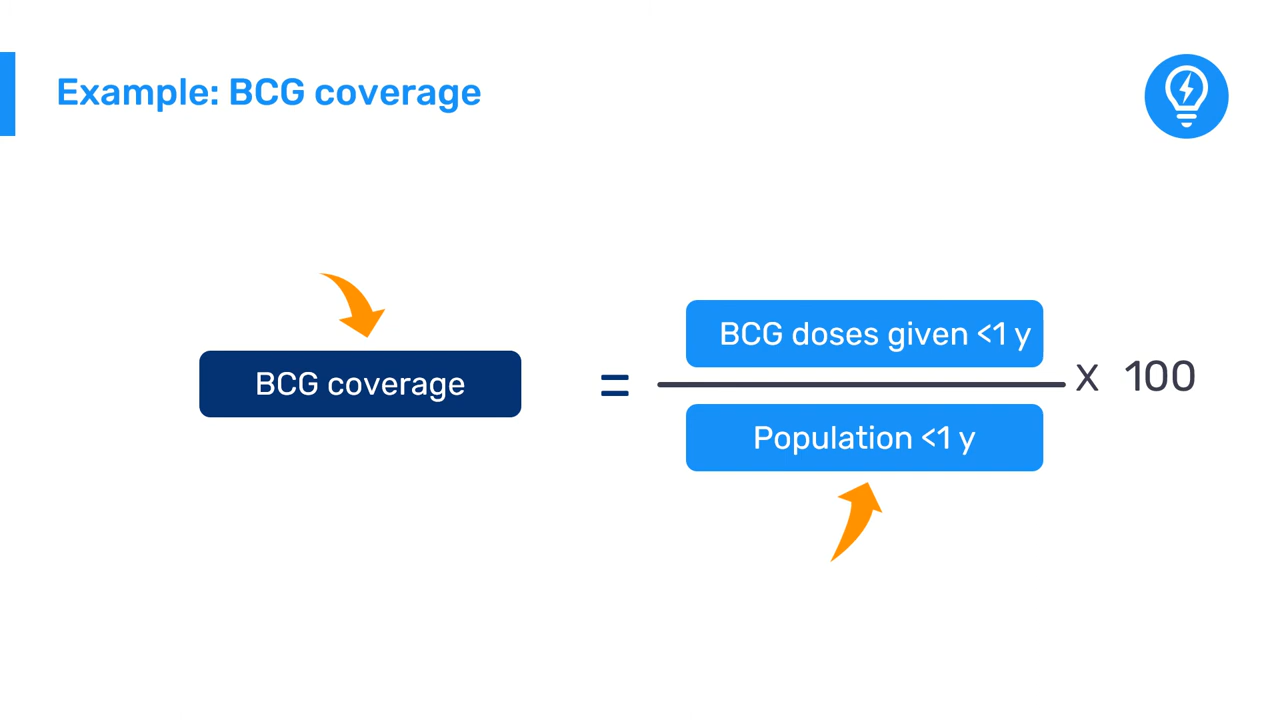 Example: BCG coverage
BCG coverage
=
BCG doses given <1 y
Population <1 y
x 100